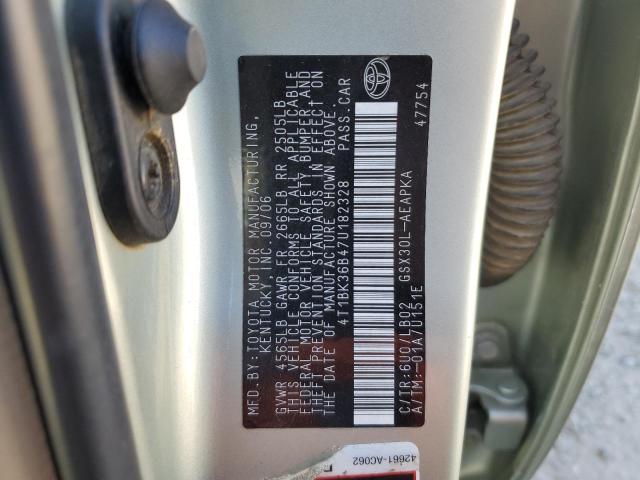 MFD. BY: TOYOTA MOTOR MANUFACTURING,
KENTUCKY, INC. 09/06
GVWR 4565LB GAWR FR 2665LB RR 2505LB
THIS VEHICLE CONFORMS TO ALL APPLICABLE
FEDERAL MOTOR VEHICLE SAFETY, BUMPER AND
THEFT PREVENTION STANDARDS IN EFFECT ON
THE DATE OF MANUFACTURE SHOWN ABOVE.
4T1BK36B47U182328 PASS. CAR
C/TR: 6U0/LB02 GSX30L-AEAPKA
A/TM: -01A/U151E 47754
42661-AC062